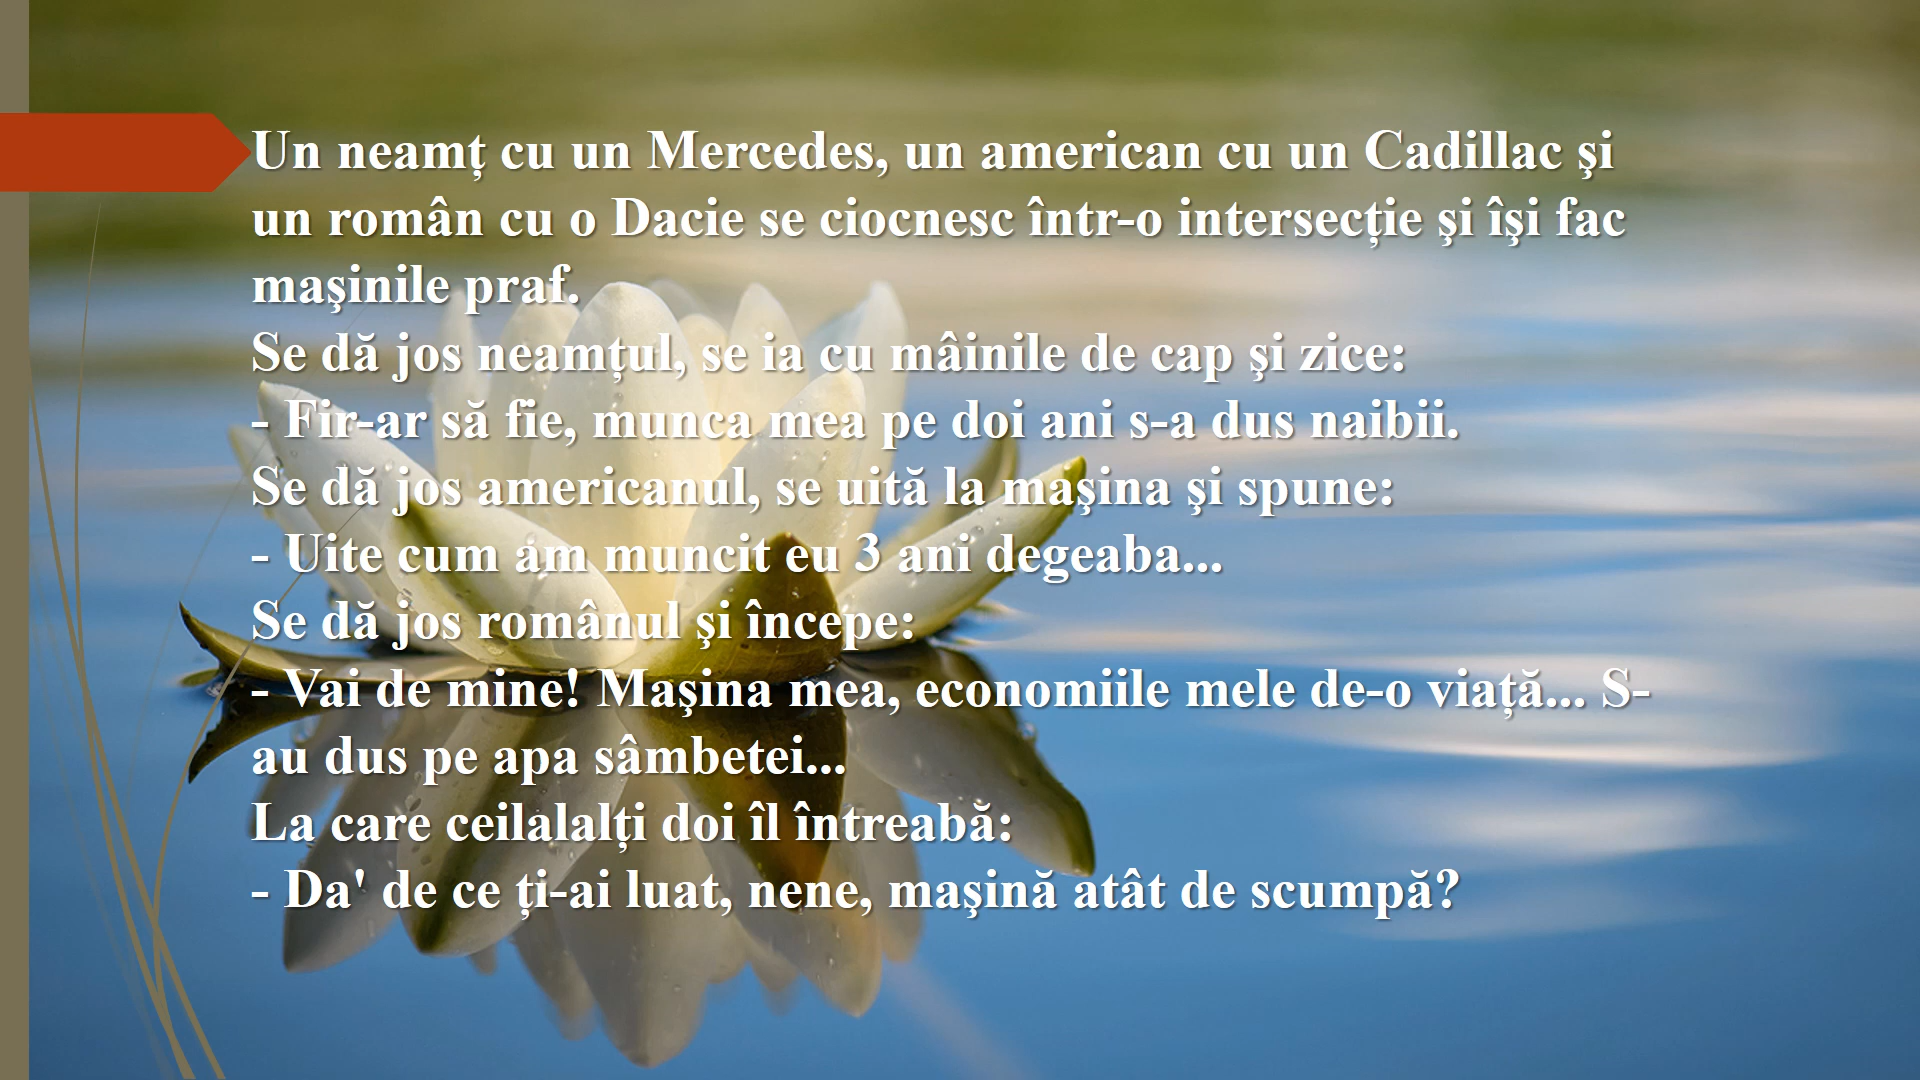 Un neamț cu un Mercedes, un american cu un Cadillac şi
un român cu o Dacie se ciocnesc într-o intersecție şi îşi fac
maşinile praf.
Se dă jos neamțul, se ia cu mâinile de cap şi zice:
- Fir-ar să fie, munca mea pe doi ani s-a dus naibii.
Se dă jos americanul, se uită la maşina şi spune:
- Uite cum am muncit eu 3 ani degeaba...
Se dă jos românul şi începe:
- Vai de mine! Maşina mea, economiile mele de-o viață... S-
au dus pe apa sâmbetei...
La care ceilalalți doi îl întreabă:
- Da' de ce ți-ai luat, nene, maşină atât de scumpă?